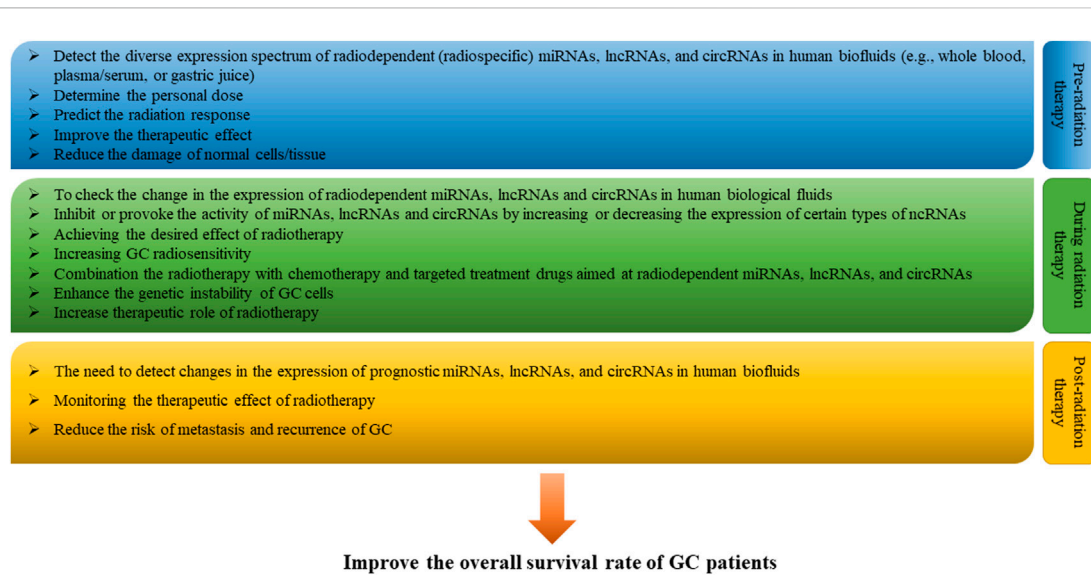 ➢ Detect the diverse expression spectrum of radiodependent (radiospecific) miRNAs, lncRNAs, and circRNAs in human biofluids (e.g., whole blood,
plasma/serum, or gastric juice)
➢ Determine the personal dose
➢ Predict the radiation response
➢ Improve the therapeutic effect
➢ Reduce the damage of normal cells/tissue
Pre-radiation
therapy
➢ To check the change in the expression of radiodependent miRNAs, lncRNAs and circRNAs in human biological fluids
➢ Inhibit or provoke the activity of miRNAs, lncRNAs and circRNAs by increasing or decreasing the expression of certain types of ncRNAs
➢ Achieving the desired effect of radiotherapy
➢ Increasing GC radiosensitivity
➢ Combination the radiotherapy with chemotherapy and targeted treatment drugs aimed at radiodependent miRNAs, lncRNAs, and circRNAs
➢ Enhance the genetic instability of GC cells
➢ Increase therapeutic role of radiotherapy
During radiation
therapy
➢ The need to detect changes in the expression of prognostic miRNAs, lncRNAs, and circRNAs in human biofluids
➢ Monitoring the therapeutic effect of radiotherapy
➢ Reduce the risk of metastasis and recurrence of GC
Post-radiation
therapy
Improve the overall survival rate of GC patients